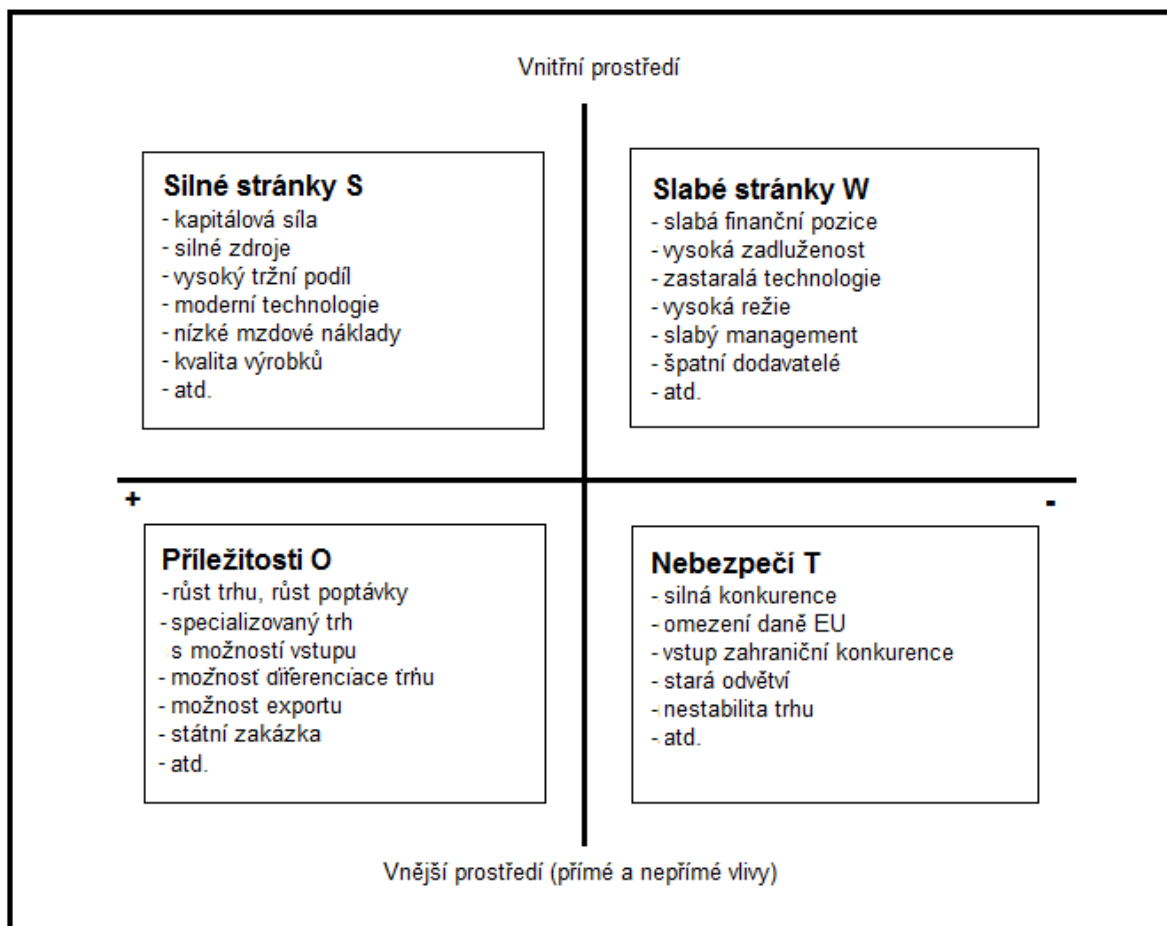 Vnitřní prostředí
Silné stránky S
- kapitálová síla
- silné zdroje
- vysoký tržní podíl
- moderní technologie
- nízké mzdové náklady
- kvalita výrobků
- atd.
Slabé stránky W
- slabá finanční pozice
- vysoká zadluženost
- zastaralá technologie
- vysoká režie
- slabý management
- špatní dodavatelé
- atd.
+
-
Příležitosti O
- růst trhu, růst poptávky
- specializovaný trh
s možností vstupu
- možnost diferenciace trhu
- možnost exportu
- státní zakázka
- atd.
Nebezpečí T
- silná konkurence
- omezení daně EU
- vstup zahraniční konkurence
- stará odvětví
- nestabilita trhu
- atd.
Vnější prostředí (přímé a nepřímé vlivy)